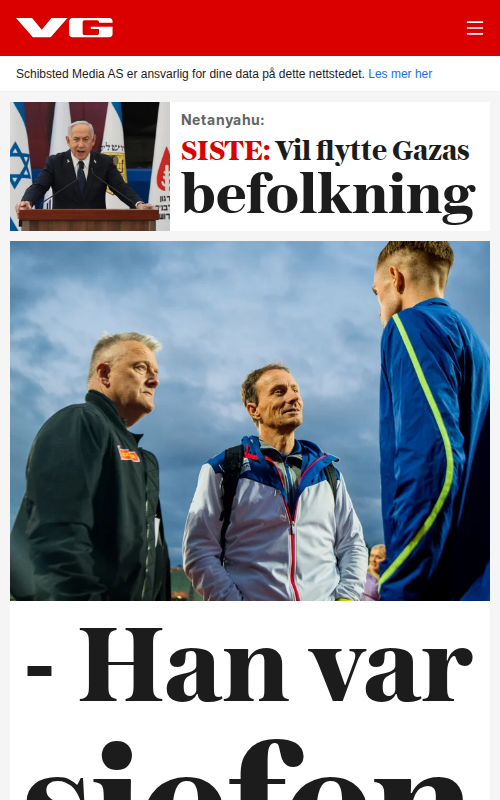 VG
Schibsted Media AS er ansvarlig for dine data på dette nettstedet. Les mer her
Netanyahu:
SISTE: Vil flytte Gazas
befolkning
- Han var
sjefen